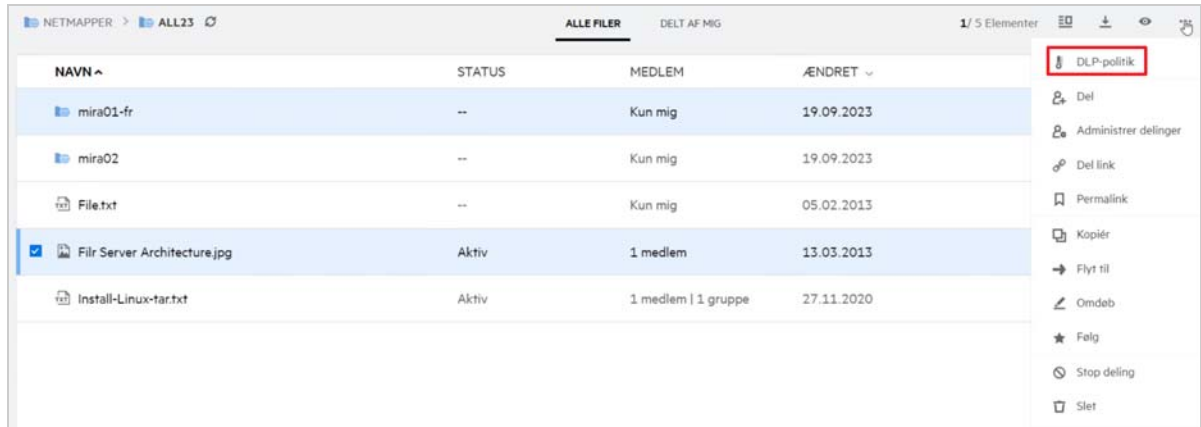 NETMAPPER > ALL23 ALLE FILER DELT AF MIG 1/ 5 Elementer
NAVN STATUS MEDLEM ÆNDRET
mira01-fr -- Kun mig 19.09.2023
mira02 -- Kun mig 19.09.2023
File.txt -- Kun mig 05.02.2013
Filr Server Architecture.jpg Aktiv 1 medlem 13.03.2013
Install-Linux-tar.txt Aktiv 1 medlem | 1 gruppe 27.11.2020
DLP-politik
Del
Administrer delinger
Del link
Permalink
Kopiér
Flyt til
Omdøb
Følg
Stop deling
Slet